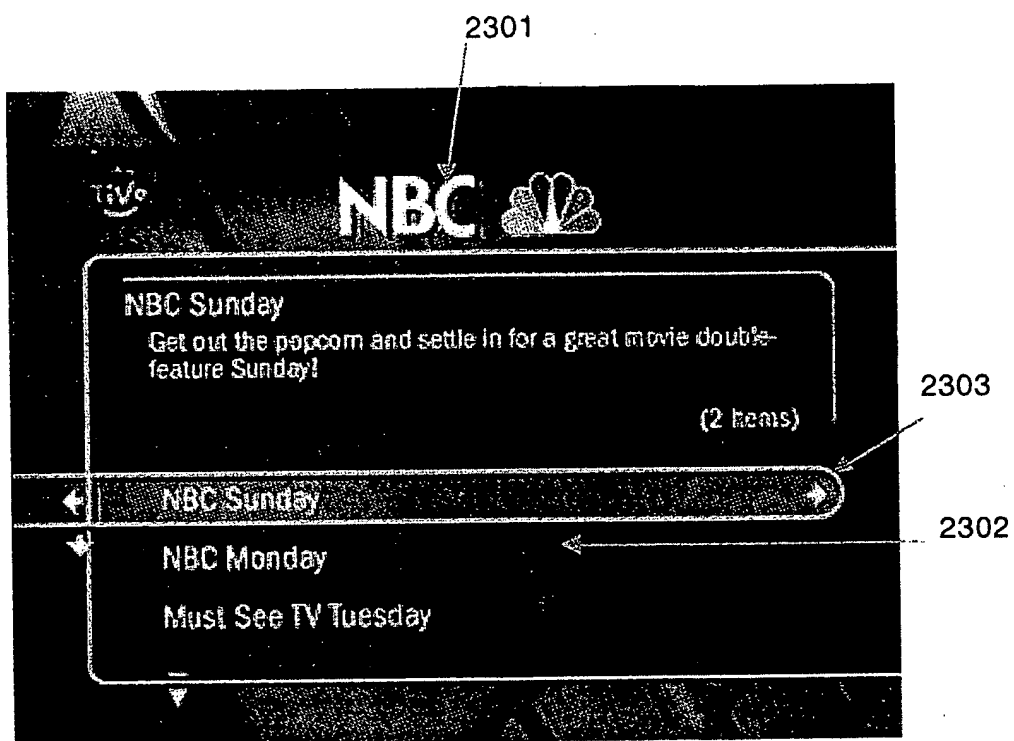 2301
TiVo
NBC
NBC Sunday
Get out the popcorn and settle in for a great movie double-
feature Sunday!
(2 items)
2303
NBC Sunday
2302
NBC Monday
Must See TV Tuesday